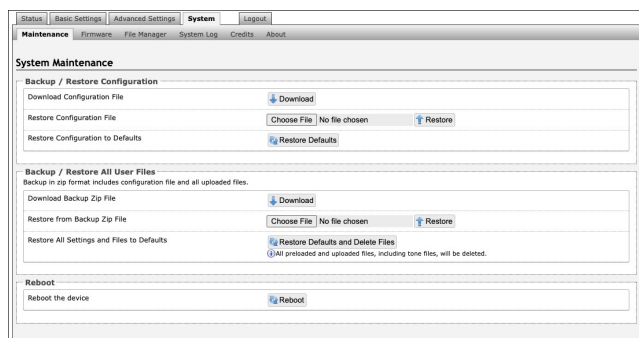 Status Basic Settings Advanced Settings System Logout
Maintenance Firmware File Manager System Log Credits About
System Maintenance
Backup / Restore Configuration
Download Configuration File Download
Restore Configuration File Choose File No file chosen Restore
Restore Configuration to Defaults Restore Defaults
Backup / Restore All User Files
Backup in zip format includes configuration file and all uploaded files.
Download Backup Zip File Download
Restore from Backup Zip File Choose File No file chosen Restore
Restore All Settings and Files to Defaults Restore Defaults and Delete Files
All preloaded and uploaded files, including tone files, will be deleted.
Reboot
Reboot the device Reboot